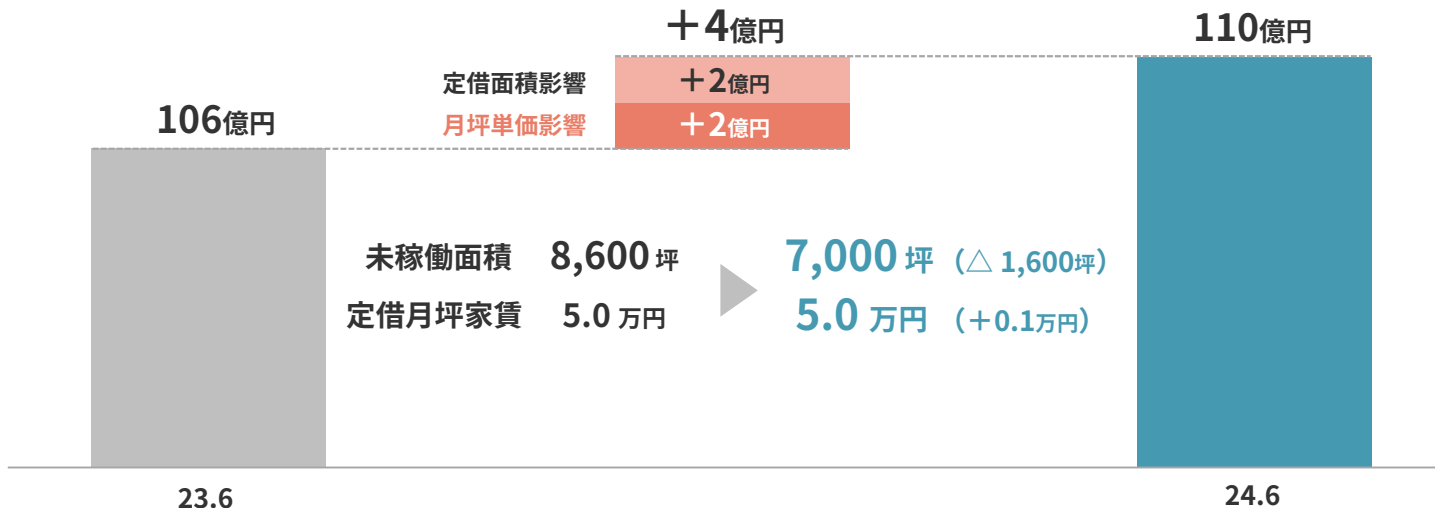 ＋4億円
110億円
定借面積影響 ＋2億円
106億円
月坪単価影響 ＋2億円
未稼働面積 8,600 坪 7,000 坪 （△ 1,600坪）
定借月坪家賃 5.0 万円 5.0 万円 （＋0.1万円）
23.6
24.6